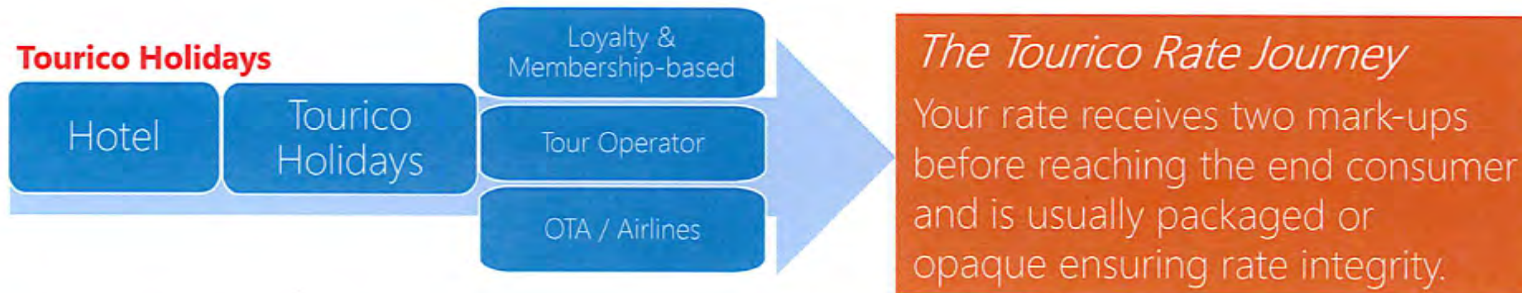 Tourico Holidays
Hotel
Tourico
Holidays
Loyalty &
Membership-based
Tour Operator
OTA / Airlines
The Tourico Rate Journey
Your rate receives two mark-ups
before reaching the end consumer
and is usually packaged or
opaque ensuring rate integrity.